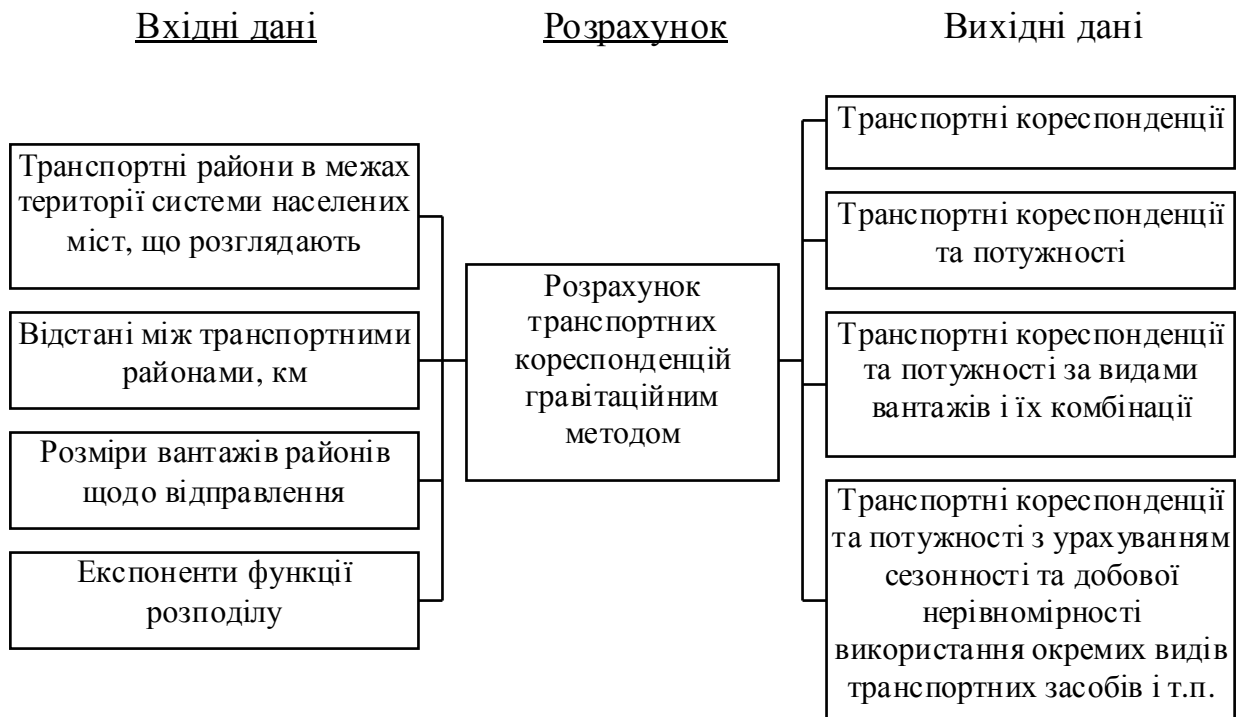 Вхідні дані
Розрахунок
Вихідні дані
Транспортні райони в межах
території системи населених
міст, що розглядають
Відстані між транспортними
районами, км
Розміри вантажів районів
щодо відправлення
Експоненти функції
розподілу
Розрахунок
транспортних
кореспонденцій
гравітаційним
методом
Транспортні кореспонденції
Транспортні кореспонденції
та потужності
Транспортні кореспонденції
та потужності за видами
вантажів і їх комбінації
Транспортні кореспонденції
та потужності з урахуванням
сезонності та добової
нерівномірності
використання окремих видів
транспортних засобів і т.п.